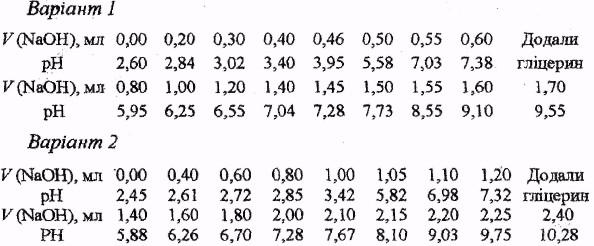 Варіант 1
V (NaOH), мл 0,00 0,20 0,30 0,40 0,46 0,50 0,55 0,60 Додали
pH 2,60 2,84 3,02 3,40 3,95 5,58 7,03 7,38 гліцерин
V (NaOH), мл 0,80 1,00 1,20 1,40 1,45 1,50 1,55 1,60 1,70
pH 5,95 6,25 6,55 7,04 7,28 7,73 8,55 9,10 9,55
Варіант 2
V (NaOH), мл 0,00 0,40 0,60 0,80 1,00 1,05 1,10 1,20 Додали
pH 2,45 2,61 2,72 2,85 3,42 5,82 6,98 7,32 гліцерин
V (NaOH), мл 1,40 1,60 1,80 2,00 2,10 2,15 2,20 2,25 2,40
PH 5,88 6,26 6,70 7,28 7,67 8,10 9,03 9,75 10,28